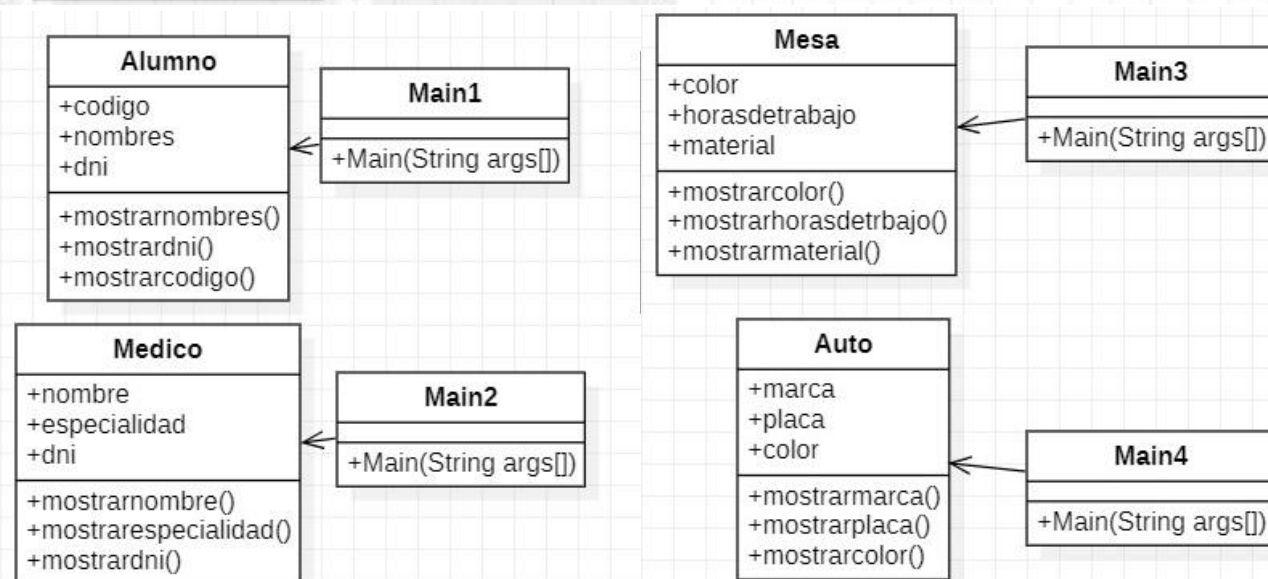 Alumno
+codigo
+nombres
+dni
+mostrarnombres()
+mostrardni()
+mostrarcodigo()
Main1
+Main(String args[])
Mesa
+color
+horasdetrabajo
+material
+mostrarcolor()
+mostrarhorasdetrbajo()
+mostrarmaterial()
Main3
+Main(String args[])
Medico
+nombre
+especialidad
+dni
+mostrarnombre()
+mostrarespecialidad()
+mostrardni()
Main2
+Main(String args[])
Auto
+marca
+placa
+color
+mostrarmarca()
+mostrarplaca()
+mostrarcolor()
Main4
+Main(String args[])